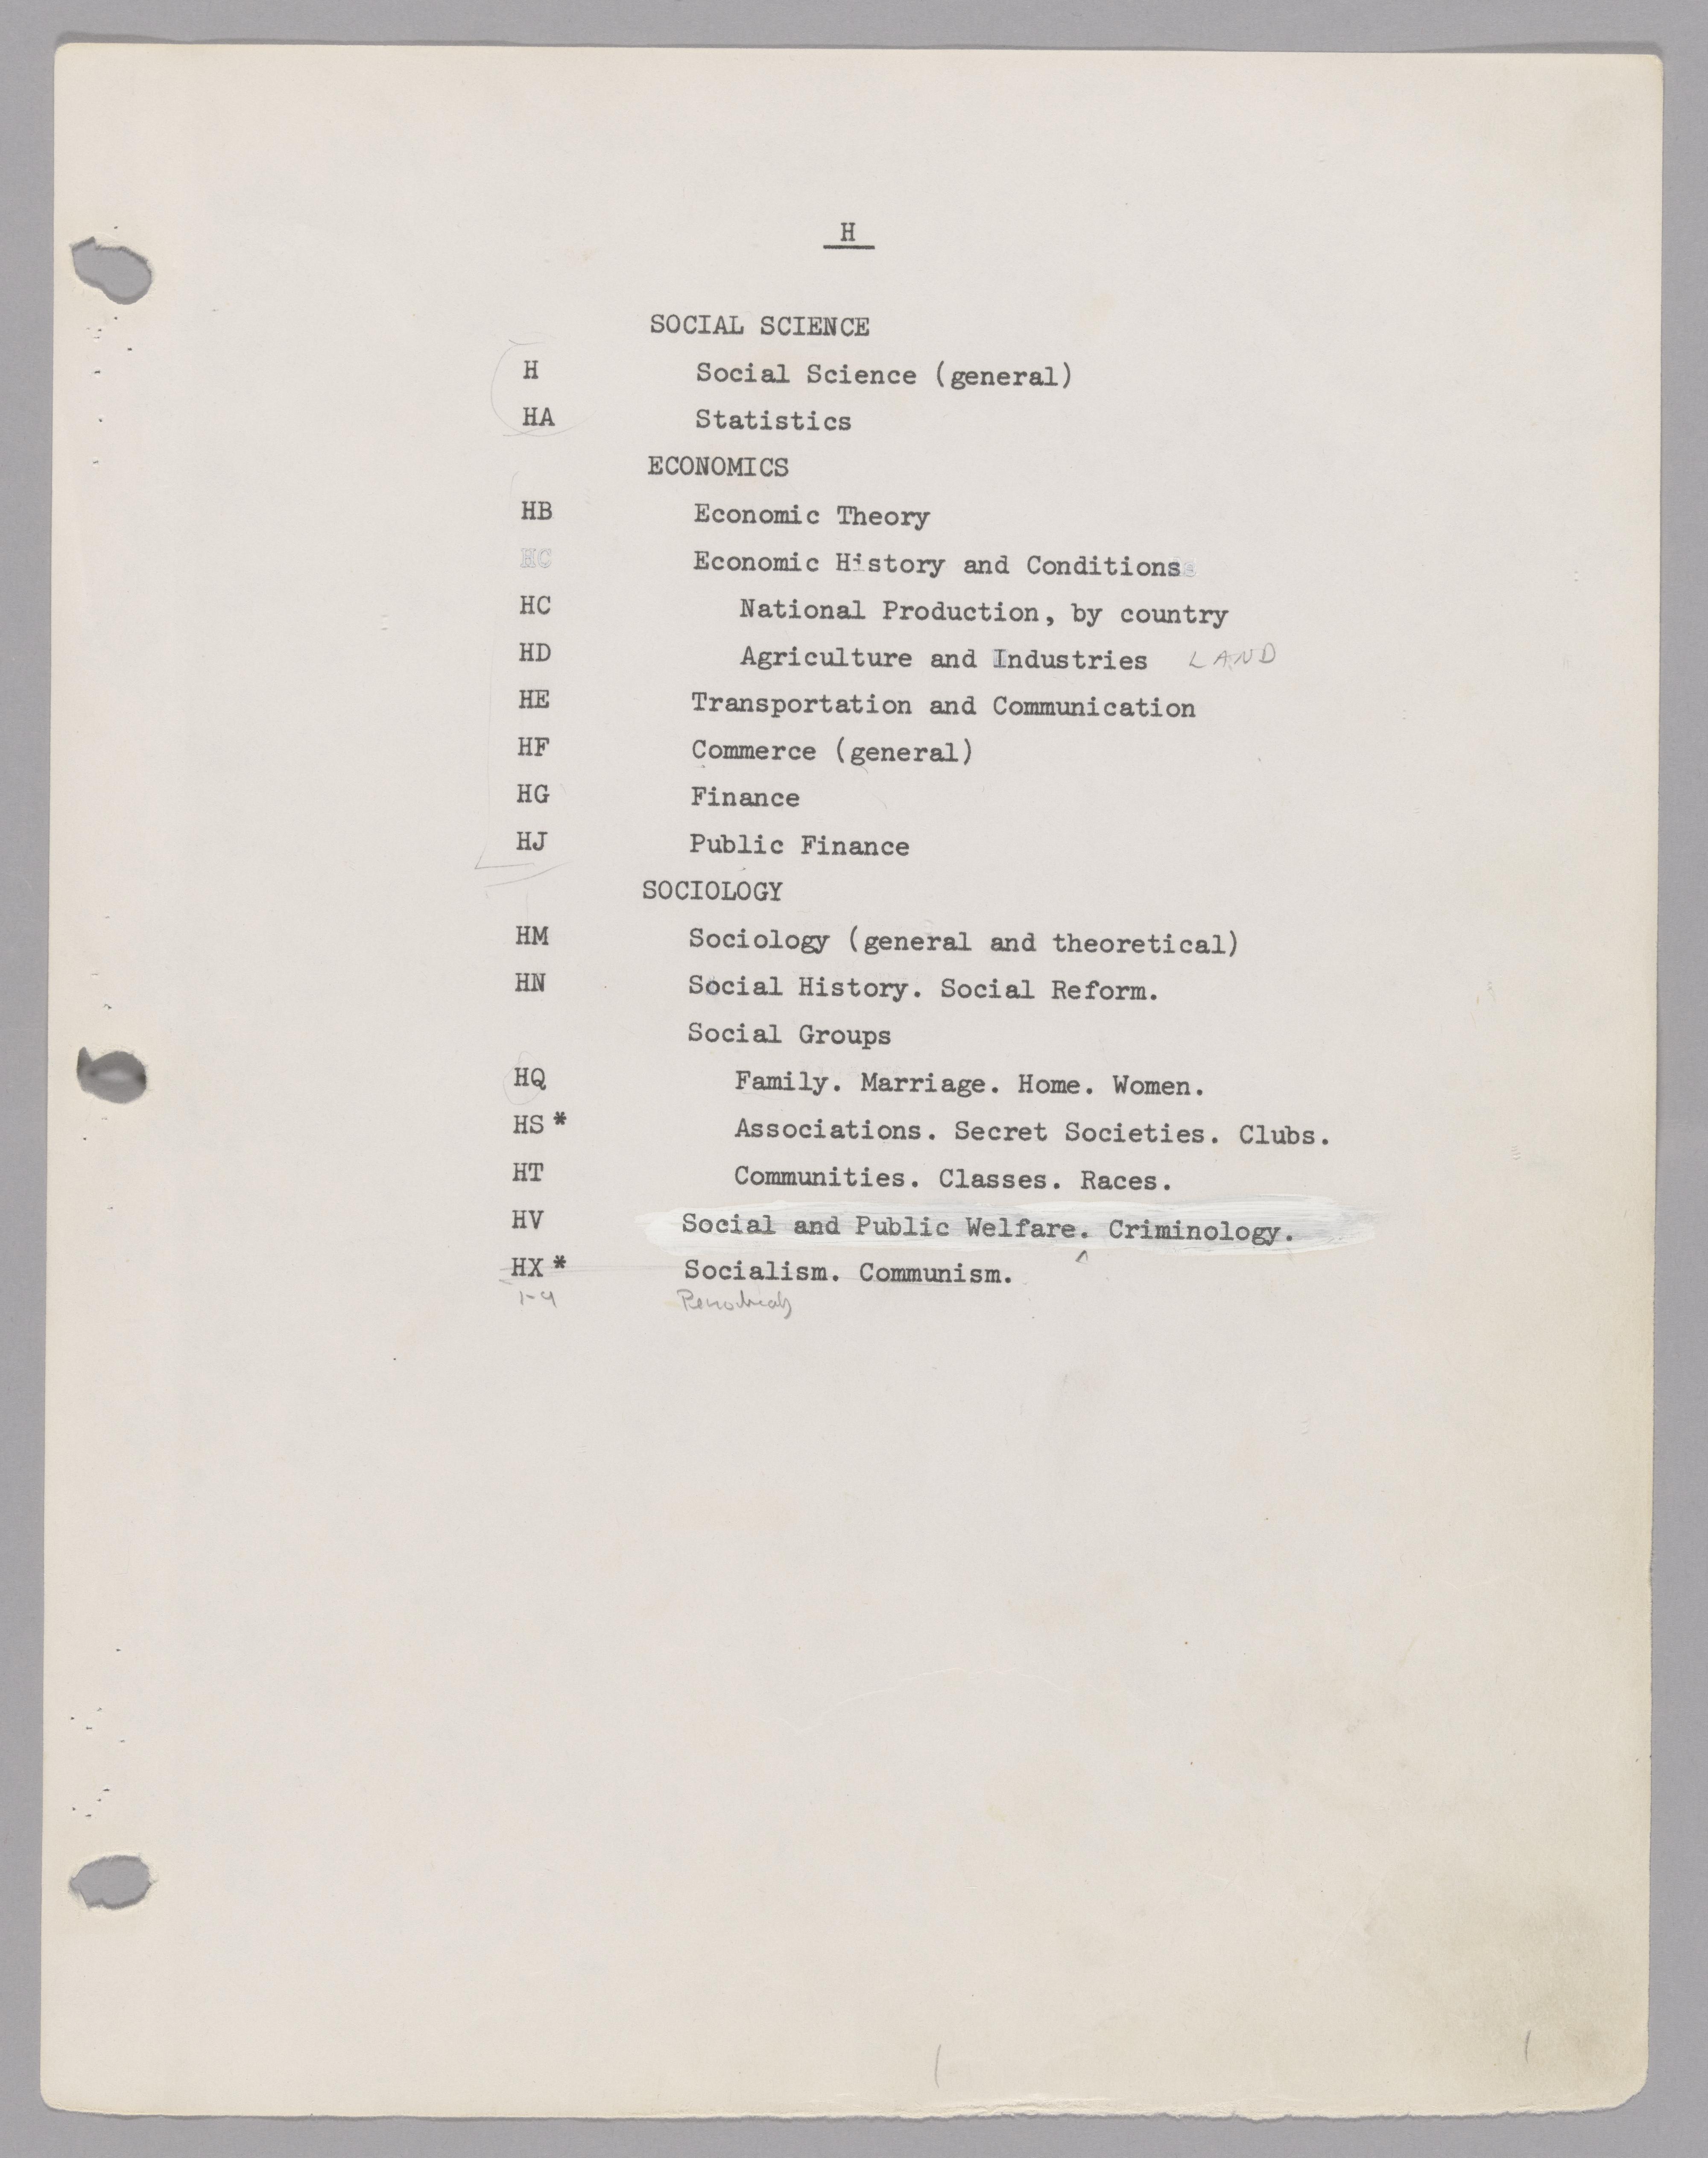 H
SOCIAL SCIENCE
H Social Science (general)
HA Statistics
ECONOMICS
HB Economic Theory
HC Economic History and Conditions
HC National Production, by country
HD Agriculture and Industries LAND
HE Transportation and Communication
HF Commerce (general)
HG Finance
HJ Public Finance
SOCIOLOGY
HM Sociology (general and theoretical)
HN Social History. Social Reform.
Social Groups
HQ Family. Marriage. Home. Women.
HS * Associations. Secret Societies. Clubs.
HT Communities. Classes. Races.
HV Social and Public Welfare. Criminology.
HX * Socialism. Communism.
1-9 Periodicals